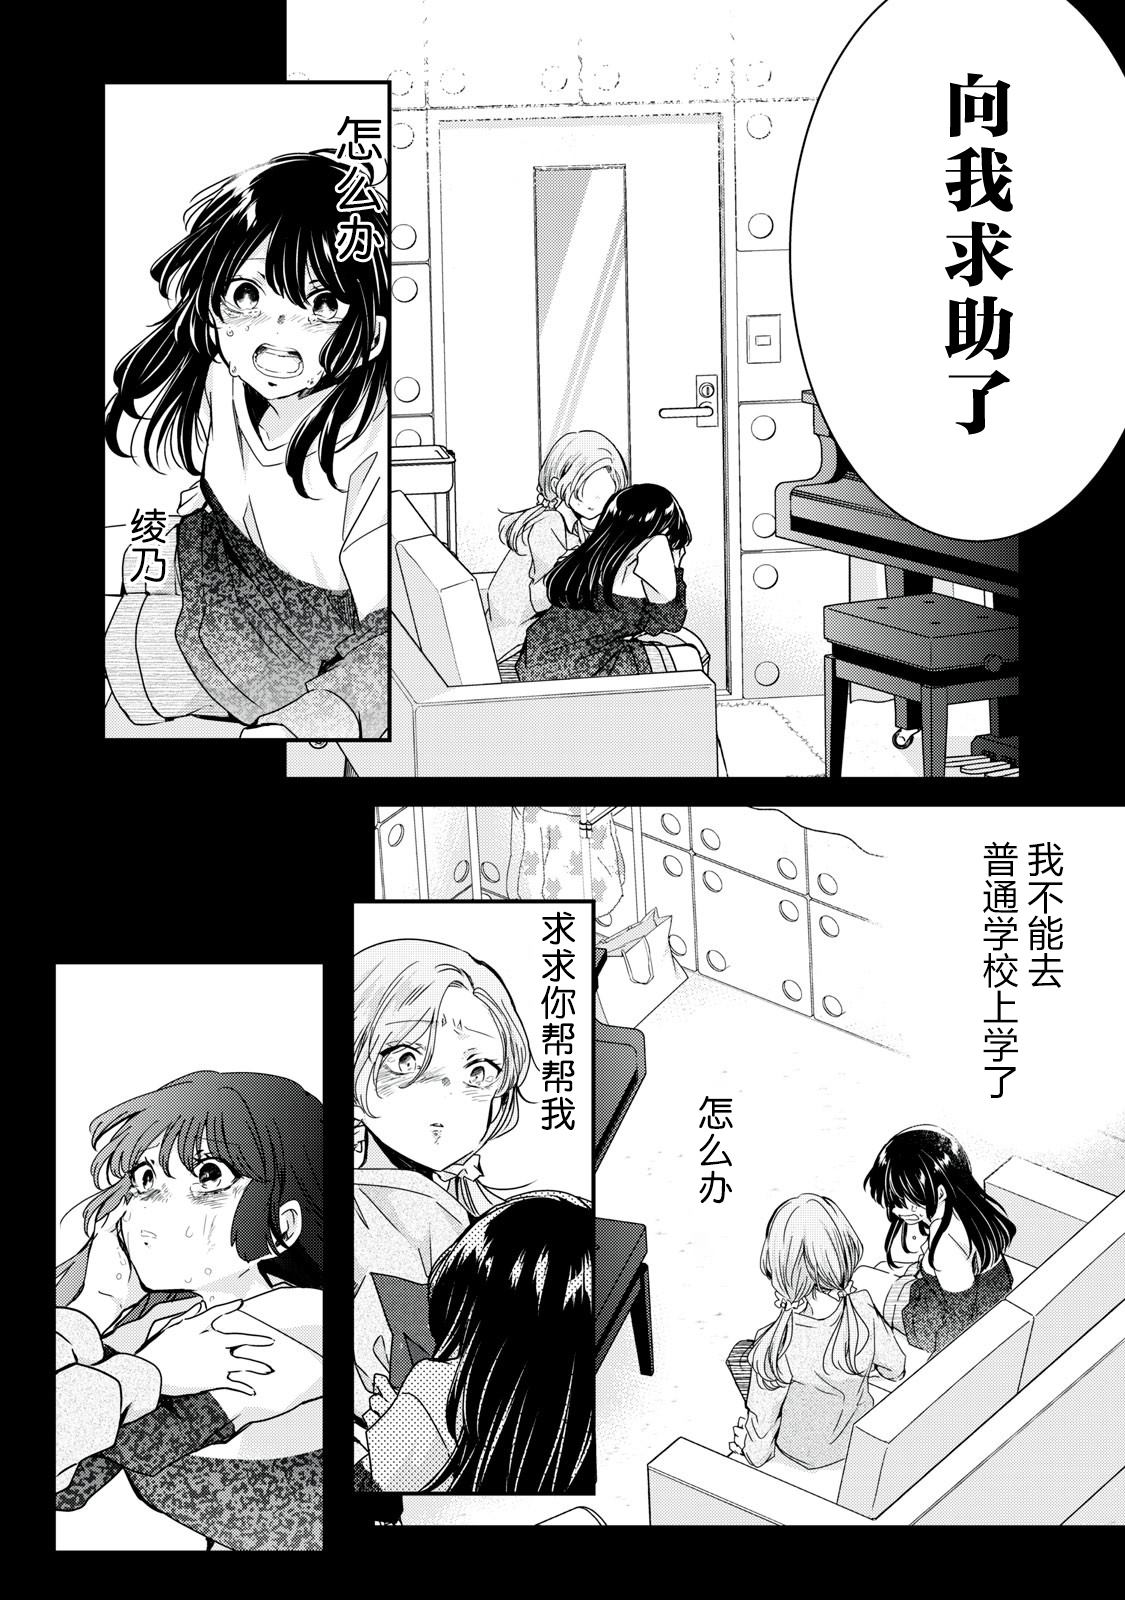 向我求助了
怎么办
绫乃
我不能去
普通学校上学了
怎么办
求求你帮帮我